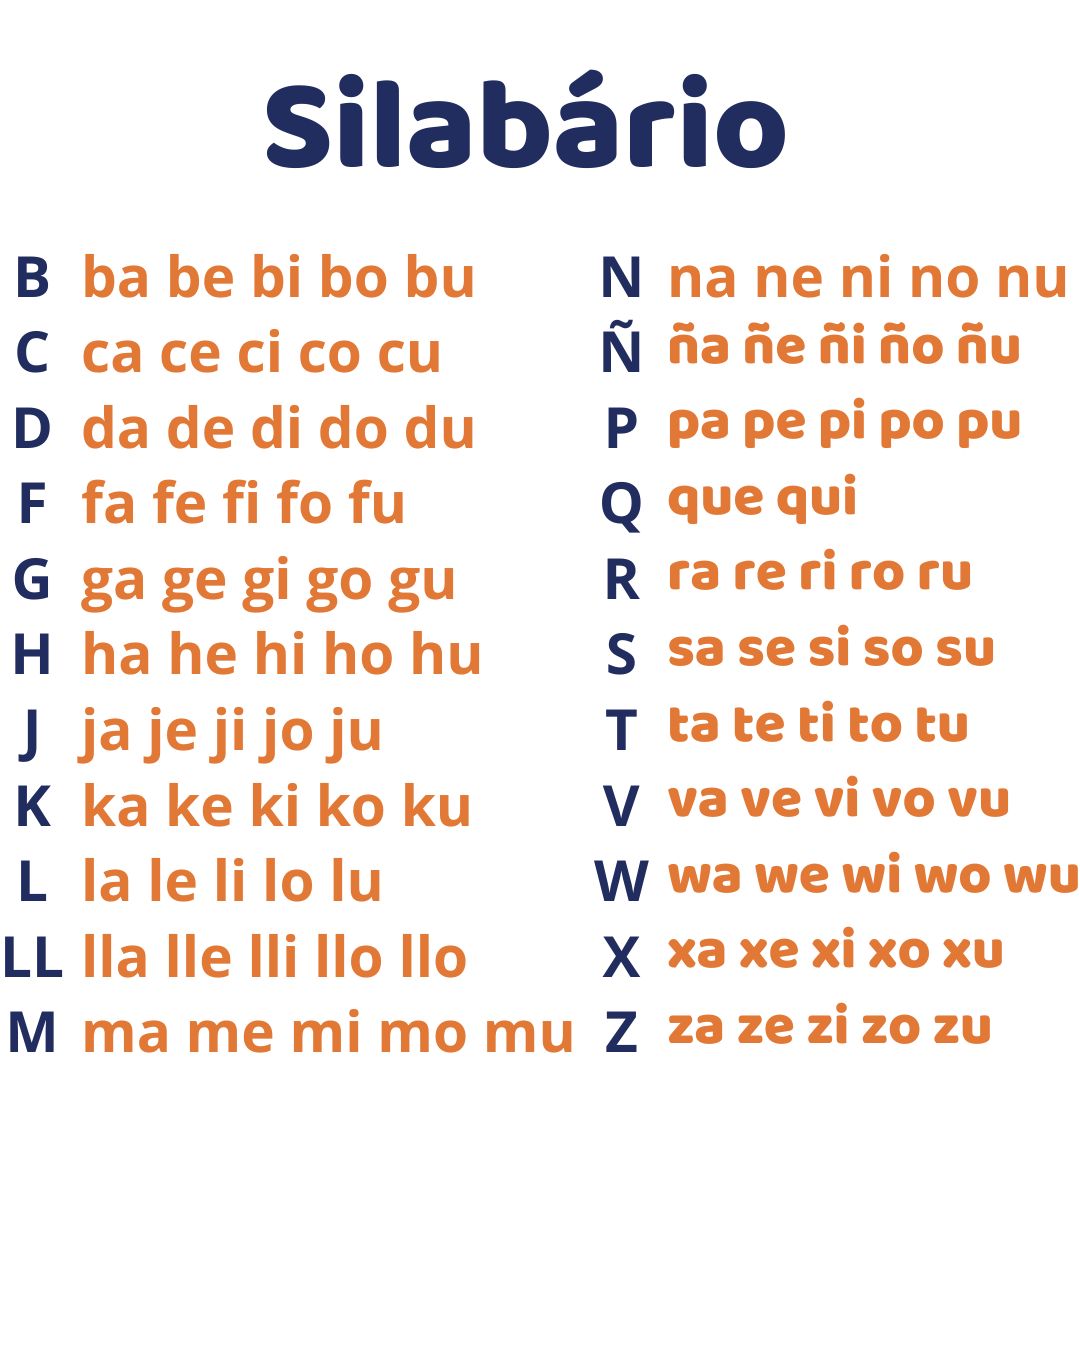 Silabário
B ba be bi bo bu
C ca ce ci co cu
D da de di do du
F fa fe fi fo fu
G ga ge gi go gu
H ha he hi ho hu
J ja je ji jo ju
K ka ke ki ko ku
L la le li lo lu
LL lla lle lli llo llo
M ma me mi mo mu
N na ne ni no nu
Ñ ña ñe ñi ño ñu
P pa pe pi po pu
Q que qui
R ra re ri ro ru
S sa se si so su
T ta te ti to tu
V va ve vi vo vu
W wa we wi wo wu
X xa xe xi xo xu
Z za ze zi zo zu